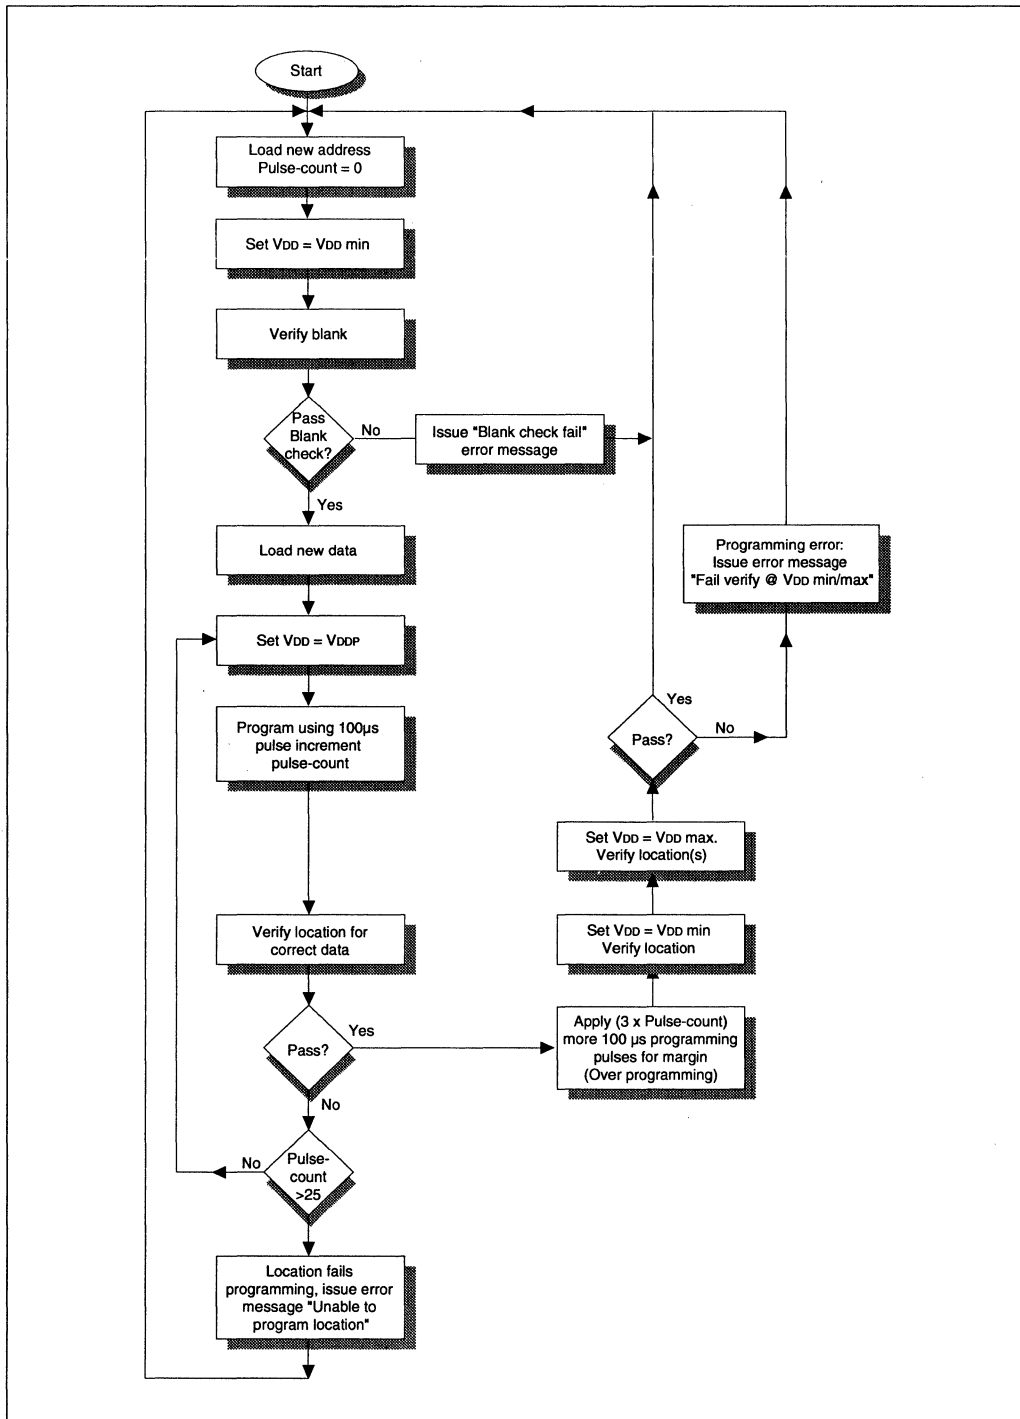 Start
Load new address
Pulse-count = 0
Set VDD = VDD min
Verify blank
Pass
Blank
check?
No
Issue "Blank check fail"
error message
Yes
Load new data
Programming error:
Issue error message
"Fail verify @ VDD min/max"
Set VDD = VDDP
Program using 100µs
pulse increment
pulse-count
Yes
Pass?
No
Set VDD = VDD max.
Verify location(s)
Verify location for
correct data
Set VDD = VDD min
Verify location
Pass?
Yes
Apply (3 x Pulse-count)
more 100 µs programming
pulses for margin
(Over programming)
No
Pulse-
count
>25
No
Location fails
programming, issue error
message "Unable to
program location"